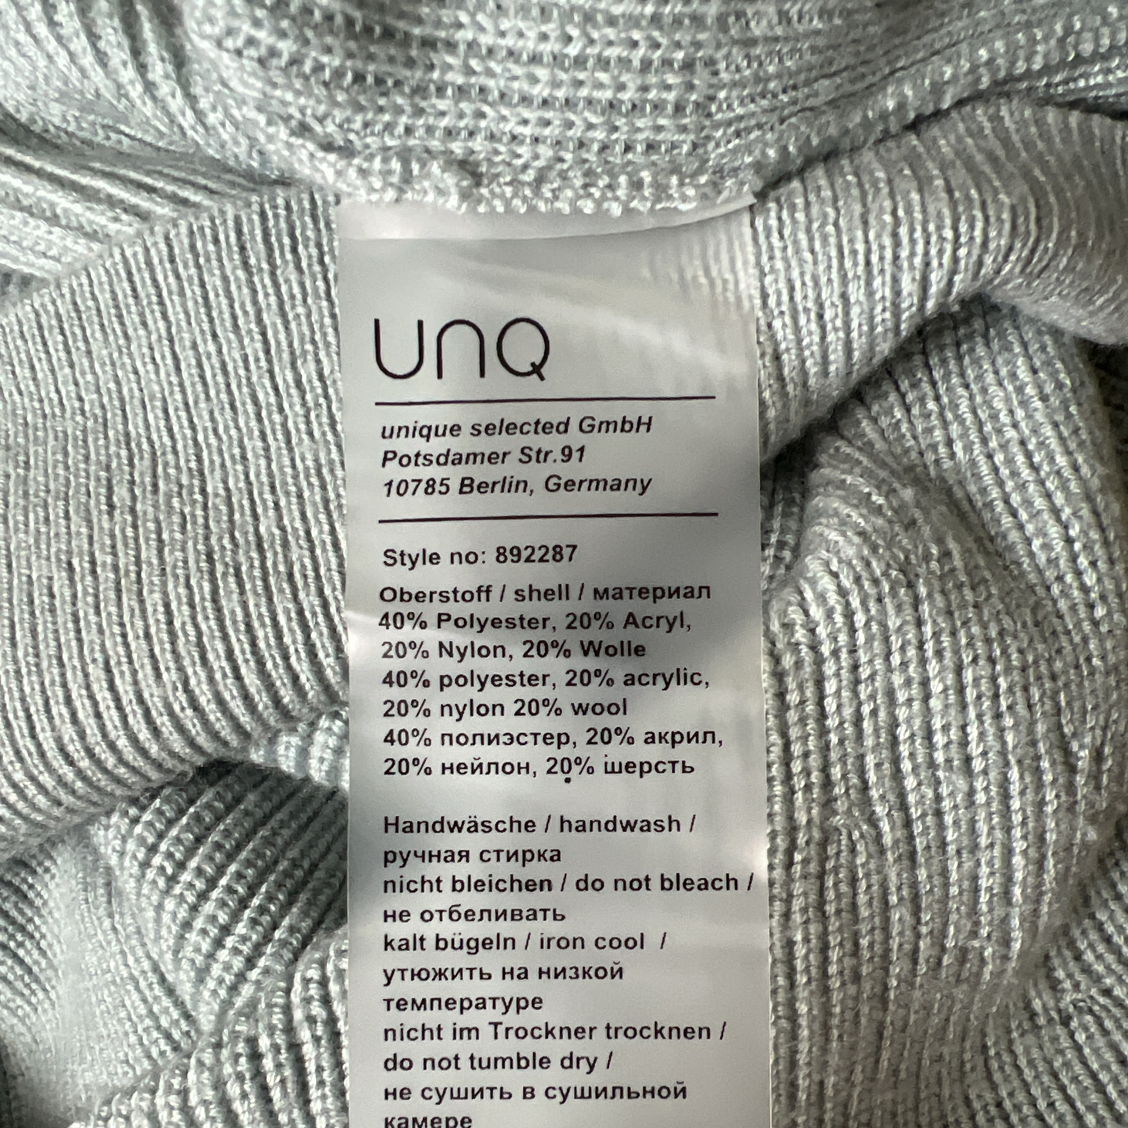 UNQ
unique selected GmbH
Potsdamer Str.91
10785 Berlin, Germany
Style no: 892287
Oberstoff / shell / материал
40% Polyester, 20% Acryl,
20% Nylon, 20% Wolle
40% polyester, 20% acrylic,
20% nylon 20% wool
40% полиэстер, 20% акрил,
20% нейлон, 20% шерсть
Handwäsche / handwash /
ручная стирка
nicht bleichen / do not bleach /
не отбеливать
kalt bügeln / iron cool /
утюжить на низкой
температуре
nicht im Trockner trocknen /
do not tumble dry /
не сушить в сушильной
камере